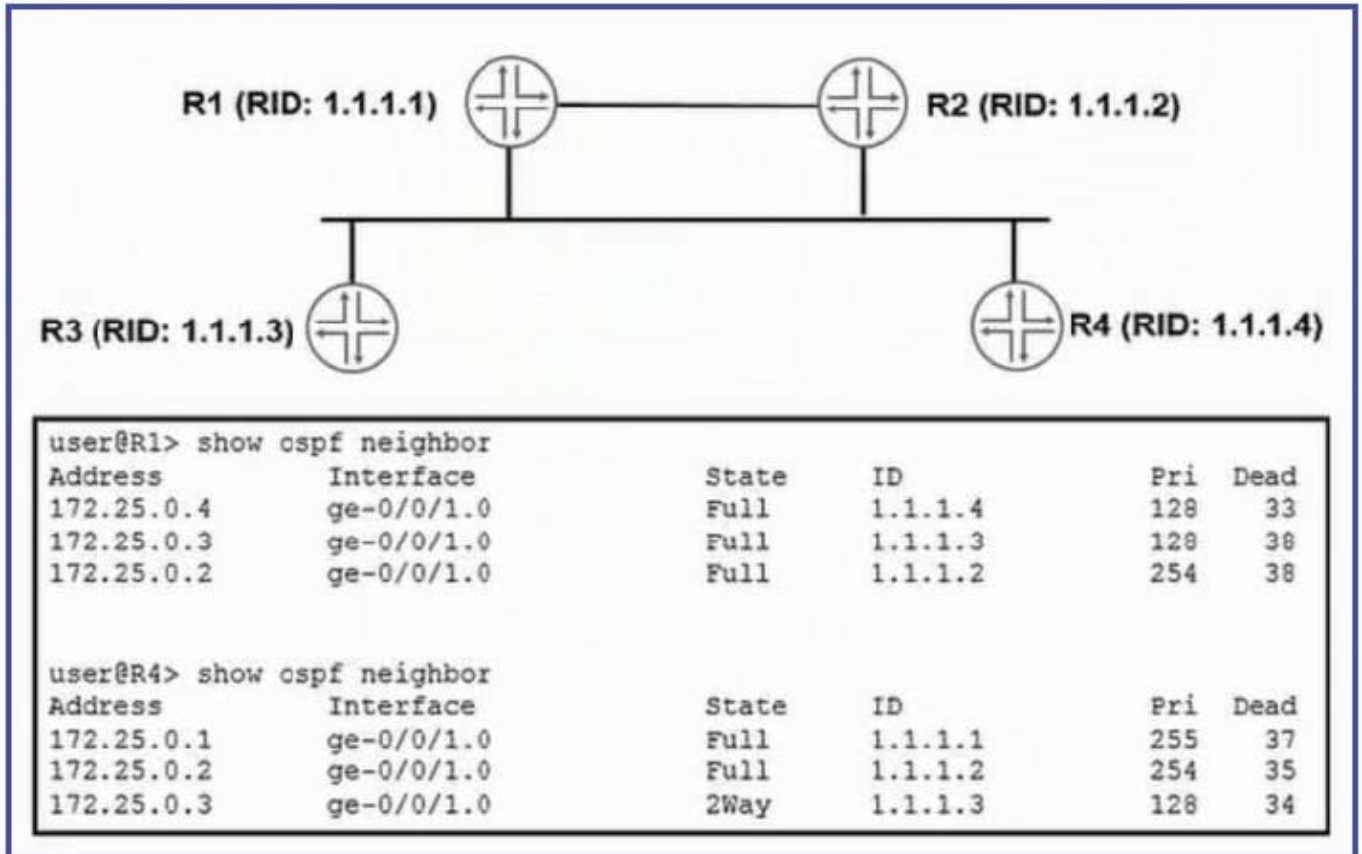 R1 (RID: 1.1.1.1)
R2 (RID: 1.1.1.2)
R3 (RID: 1.1.1.3)
R4 (RID: 1.1.1.4)
user@R1> show ospf neighbor
Address Interface State ID Pri Dead
172.25.0.4 ge-0/0/1.0 Full 1.1.1.4 128 33
172.25.0.3 ge-0/0/1.0 Full 1.1.1.3 128 38
172.25.0.2 ge-0/0/1.0 Full 1.1.1.2 254 38
user@R4> show ospf neighbor
Address Interface State ID Pri Dead
172.25.0.1 ge-0/0/1.0 Full 1.1.1.1 255 37
172.25.0.2 ge-0/0/1.0 Full 1.1.1.2 254 35
172.25.0.3 ge-0/0/1.0 2Way 1.1.1.3 128 34